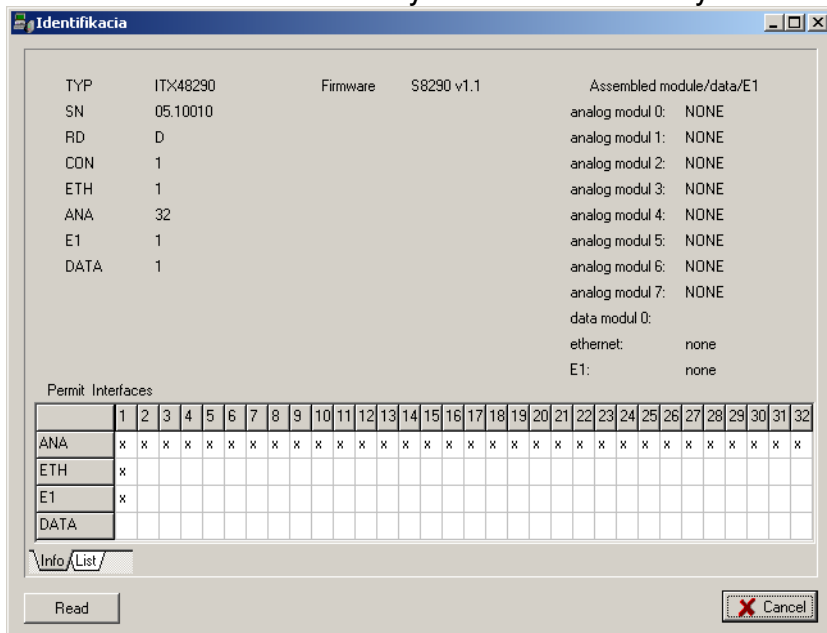 Identifikacia
TYP ITX48290 Firmware S8290 v1.1 Assembled module/data/E1
SN 05.10010 analog modul 0: NONE
RD D analog modul 1: NONE
CON 1 analog modul 2: NONE
ETH 1 analog modul 3: NONE
ANA 32 analog modul 4: NONE
E1 1 analog modul 5: NONE
DATA 1 analog modul 6: NONE
analog modul 7: NONE
data modul 0:
ethernet: none
E1: none
Permit Interfaces
1 2 3 4 5 6 7 8 9 10 11 12 13 14 15 16 17 18 19 20 21 22 23 24 25 26 27 28 29 30 31 32
ANA x x x x x x x x x x x x x x x x x x x x x x x x x x x x x x x x
ETH x
E1 x
DATA
Info List
Read Cancel